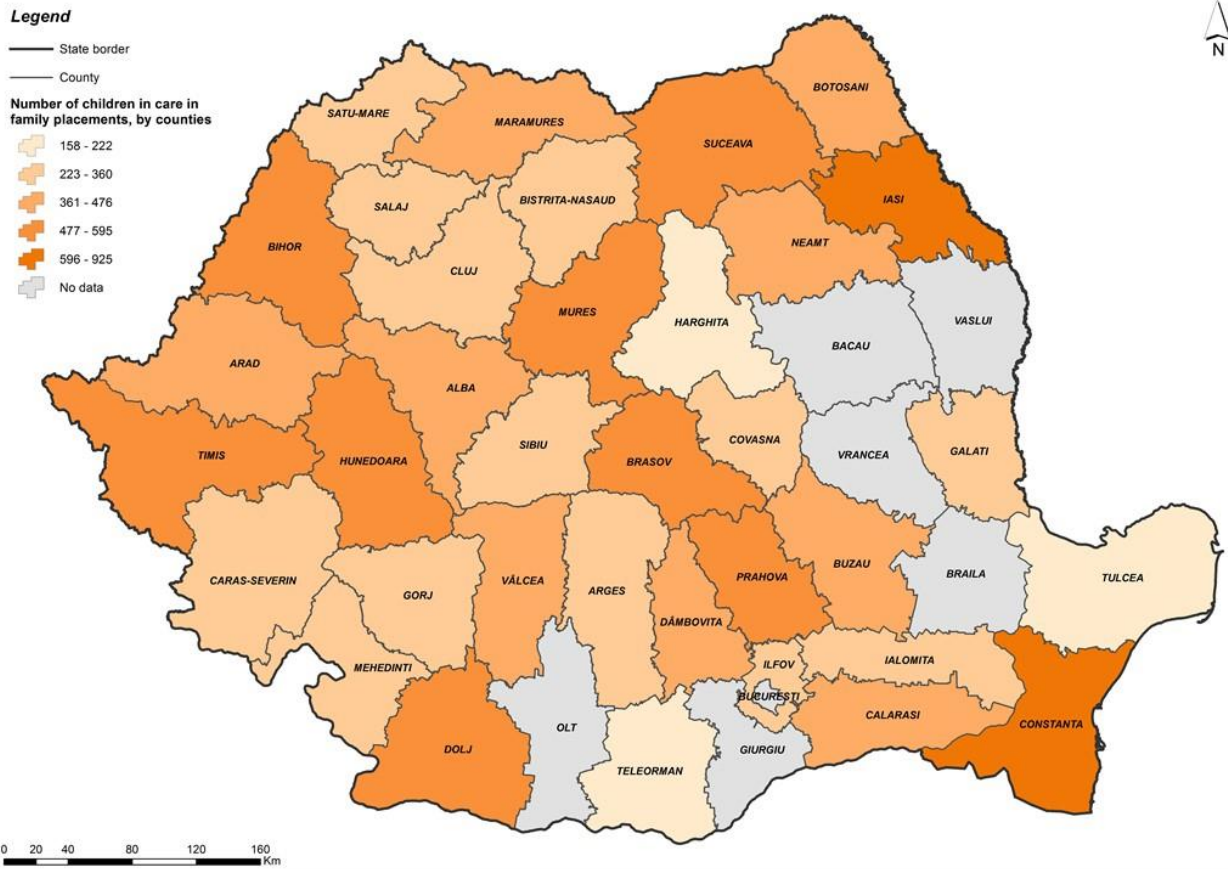 Legend
State border
County
Number of children in care in
family placements, by counties
158 - 222
223 - 360
361 - 476
477 - 595
596 - 925
No data
N
BOTOSANI
SATU-MARE
MARAMURES
SUCEAVA
IASI
SALAJ
BISTRITA-NASAUD
BIHOR
NEAMT
CLUJ
MURES
HARGHITA
VASLUI
BACAU
ARAD
ALBA
COVASNA
SIBIU
GALATI
TIMIS
HUNEDOARA
BRASOV
VRANCEA
CARAS-SEVERIN
GORJ
VÂLCEA
ARGES
PRAHOVA
BUZAU
BRAILA
TULCEA
DÂMBOVITA
MEHEDINTI
ILFOV
IALOMITA
BUCURESTI
CALARASI
CONSTANTA
OLT
DOLJ
GIURGIU
TELEORMAN
0 20 40 80 120 160
Km